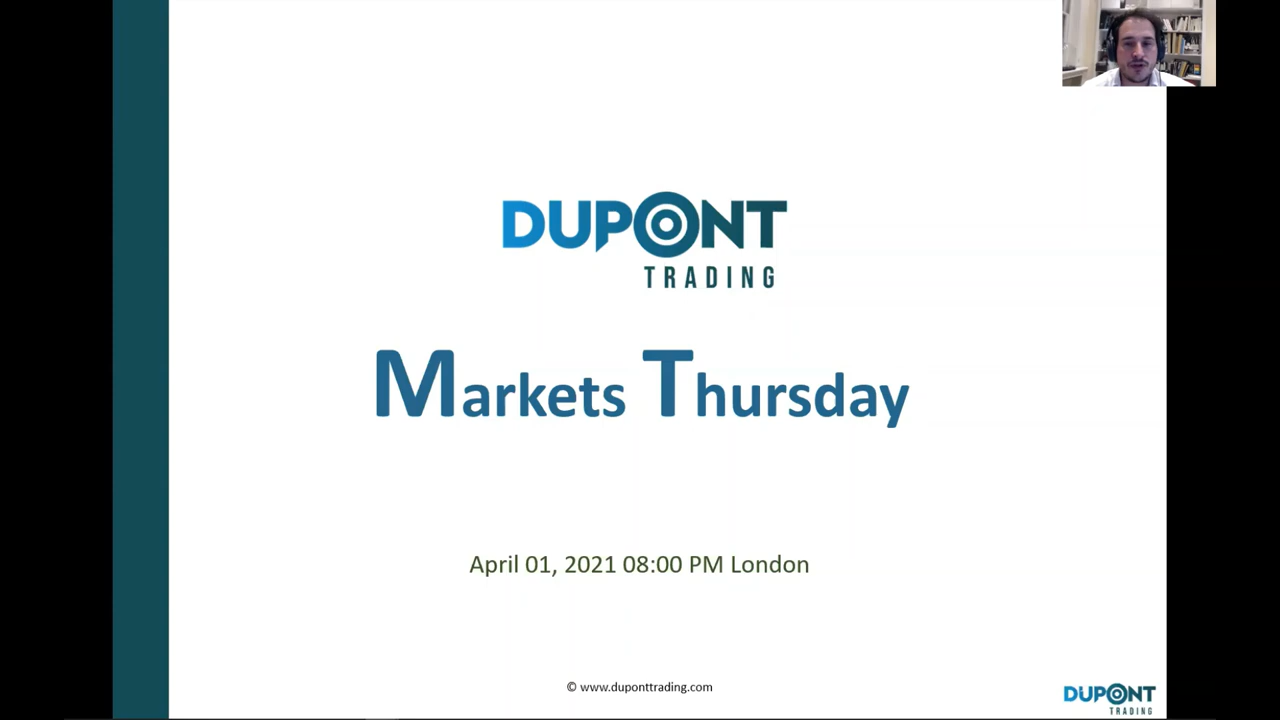 DUPONT
TRADING
Markets Thursday
April 01, 2021 08:00 PM London
© www.duponttrading.com
DUPONT
TRADING